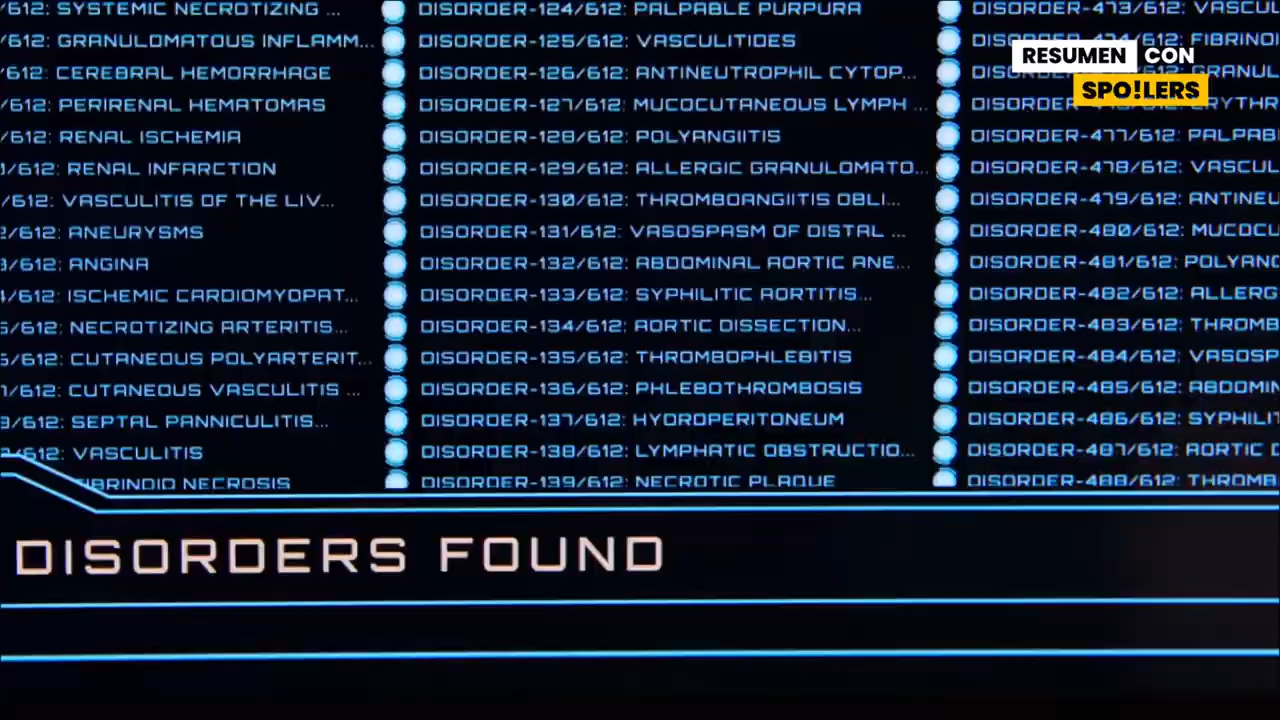 /612: SYSTEMIC NECROTIZING ...
/612: GRANULOMATOUS INFLAMM...
/612: CEREBRAL HEMORRHAGE
/612: PERIRENAL HEMATOMAS
/612: RENAL ISCHEMIA
/612: RENAL INFARCTION
/612: VASCULITIS OF THE LIV...
/612: ANEURYSMS
/612: ANGINA
/612: ISCHEMIC CARDIOMYOPAT...
/612: NECROTIZING ARTERITIS...
/612: CUTANEOUS POLYARTERIT...
/612: CUTANEOUS VASCULITIS ...
/612: SEPTAL PANNICULITIS...
/612: VASCULITIS
FIBRINOID NECROSIS
DISORDER-124/612: PALPABLE PURPURA
DISORDER-125/612: VASCULITIDES
DISORDER-126/612: ANTINEUTROPHIL CYTOP...
DISORDER-127/612: MUCOCUTANEOUS LYMPH ...
DISORDER-128/612: POLYANGIITIS
DISORDER-129/612: ALLERGIC GRANULOMATO...
DISORDER-130/612: THROMBOANGIITIS OBLI...
DISORDER-131/612: VASOSPASM OF DISTAL ...
DISORDER-132/612: ABDOMINAL AORTIC ANE...
DISORDER-133/612: SYPHILITIC AORTITIS...
DISORDER-134/612: AORTIC DISSECTION...
DISORDER-135/612: THROMBOPHLEBITIS
DISORDER-136/612: PHLEBOTHROMBOSIS
DISORDER-137/612: HYDROPERITONEUM
DISORDER-138/612: LYMPHATIC OBSTRUCTIO...
DISORDER-139/612: NECROTIC PLAQUE
DISORDER-473/612: VASCUL
DISORDER-474/612: FIBRINOI
GRANUL
ERYTHR
DISORDER-477/612: PALPAB
DISORDER-478/612: VASCUL
DISORDER-479/612: ANTINEU
DISORDER-480/612: MUCOCU
DISORDER-481/612: POLYANG
DISORDER-482/612: ALLERG
DISORDER-483/612: THROMB
DISORDER-484/612: VASOSP
DISORDER-485/612: ABDOMIN
DISORDER-486/612: SYPHILIT
DISORDER-487/612: AORTIC D
DISORDER-488/612: THROMB
RESUMEN CON
SPO!LERS
DISORDERS FOUND